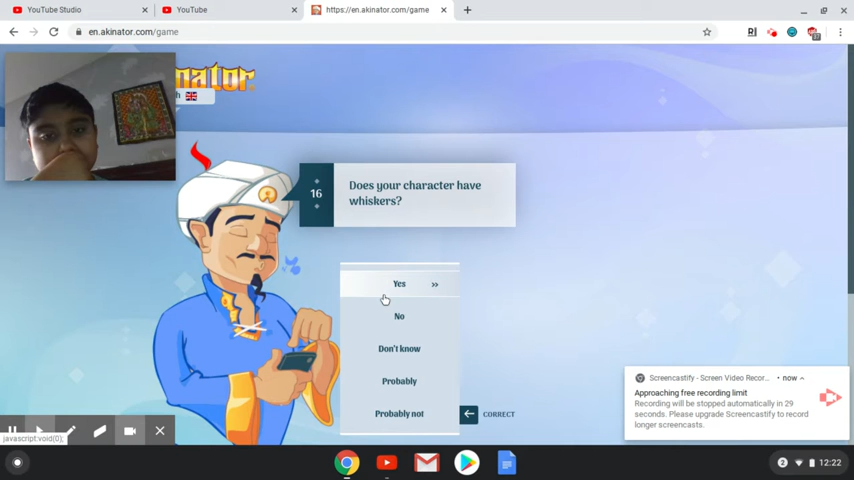 YouTube Studio
YouTube
https://en.akinator.com/game
en.akinator.com/game
nator
h
16
Does your character have
whiskers?
Yes
No
Don't know
Probably
Probably not
CORRECT
Screencastify - Screen Video Recor... • now
Approaching free recording limit
Recording will be stopped automatically in 29
seconds. Please upgrade Screencastify to record
longer screencasts.
javascript:void(0);
2
12:22